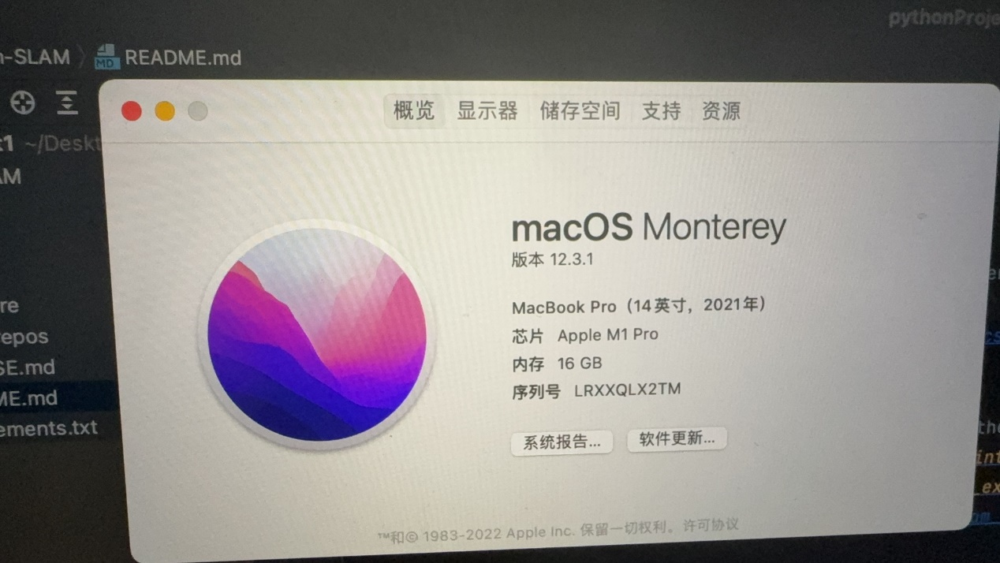 pythonProje
n-SLAM
README.md
MD
概览 显示器 储存空间 支持 资源
~/Deskt
macOS Monterey
版本 12.3.1
MacBook Pro（14英寸，2021年）
芯片 Apple M1 Pro
内存 16 GB
序列号 LRXXQLX2TM
re
epos
SE.md
ME.md
ements.txt
系统报告... 软件更新...
int
ex
™和© 1983-2022 Apple Inc. 保留一切权利。许可协议